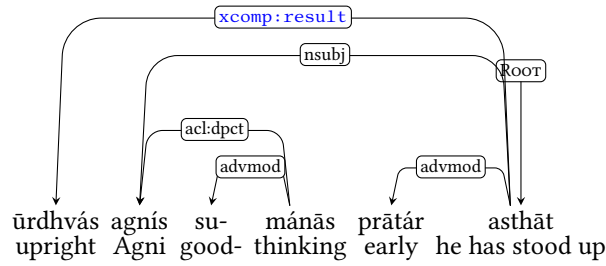 xcomp:result
nsubj
ROOT
acl:dpct
advmod advmod
ūrdhvás agnís su- mánās prātár asthāt
upright Agni good- thinking early he has stood up